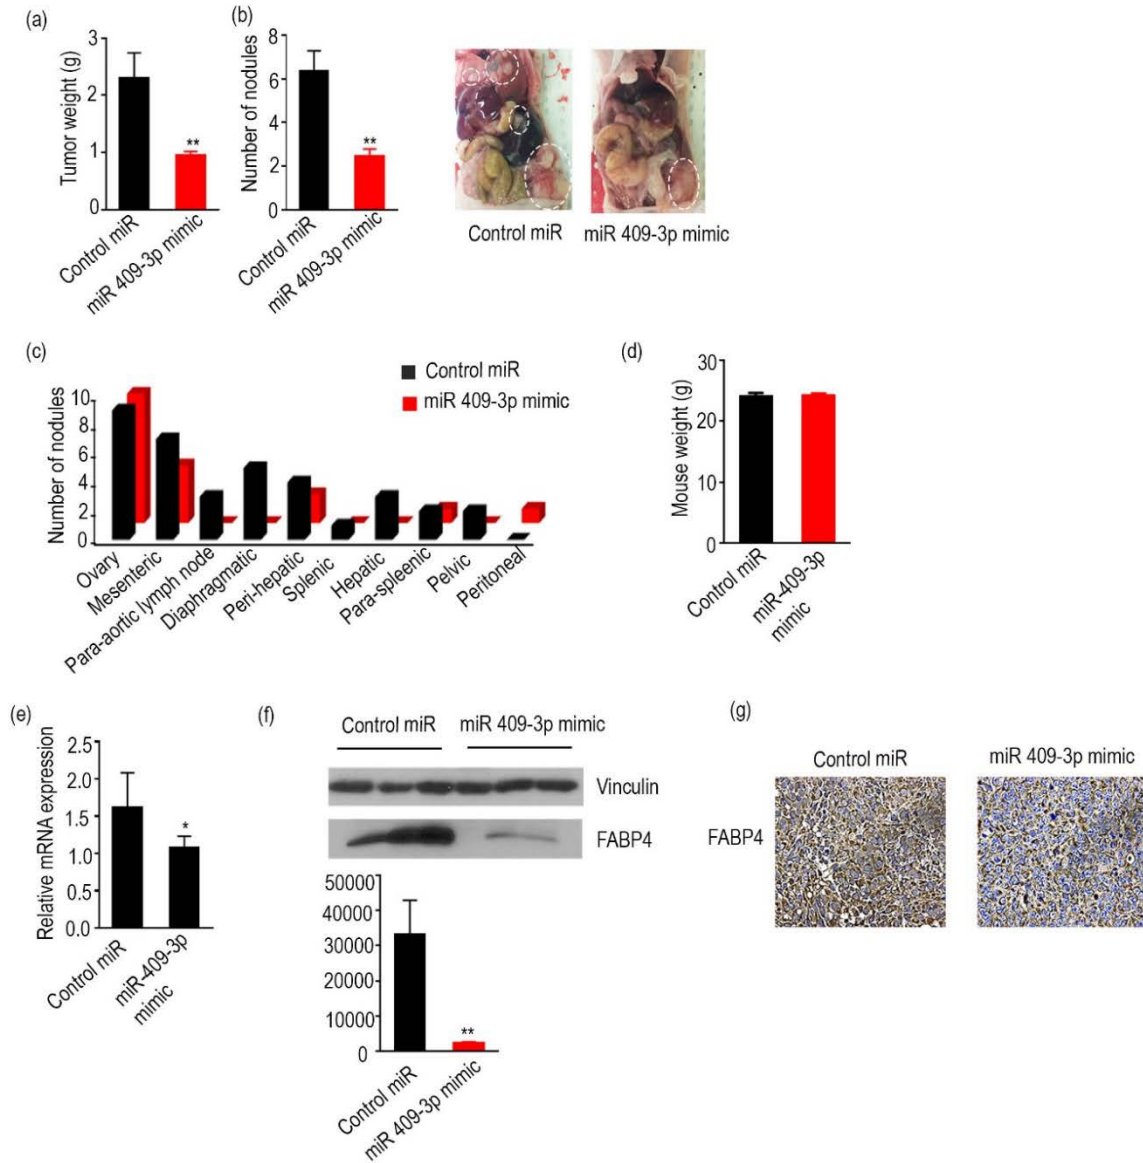 (a)
3
2
1
0
Tumor weight (g)
**
Control miR
miR 409-3p mimic
(b)
8
6
4
2
0
Number of nodules
**
Control miR
miR 409-3p mimic
Control miR
miR 409-3p mimic
(c)
Control miR
miR 409-3p mimic
10
8
6
4
2
0
Number of nodules
Ovary
Mesenteric
Para-aortic lymph node
Diaphragmatic
Peri-hepatic
Splenic
Hepatic
Para-spleenic
Pelvic
Peritoneal
(d)
30
20
10
0
Mouse weight (g)
Control miR
miR-409-3p
mimic
(e)
2.5
2.0
1.5
1.0
0.5
0.0
Relative mRNA expression
*
Control miR
miR-409-3p
mimic
(f)
Control miR
miR 409-3p mimic
Vinculin
FABP4
50000
40000
30000
20000
10000
0
**
Control miR
miR 409-3p mimic
(g)
Control miR
miR 409-3p mimic
FABP4